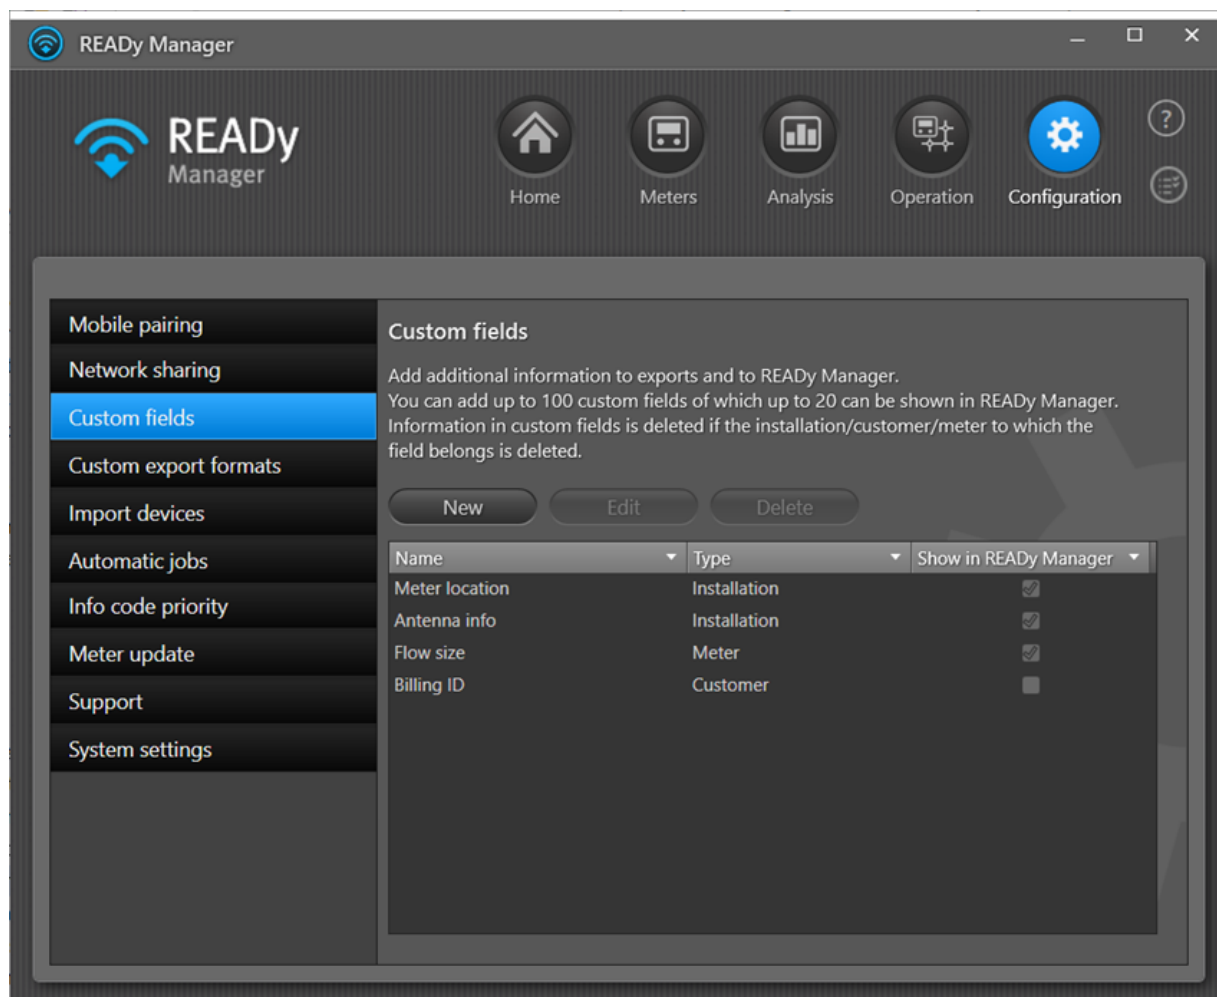 READy Manager
READy
Manager
?
Home
Meters
Analysis
Operation
Configuration
Mobile pairing
Network sharing
Custom fields
Custom export formats
Import devices
Automatic jobs
Info code priority
Meter update
Support
System settings
Custom fields
Add additional information to exports and to READy Manager.
You can add up to 100 custom fields of which up to 20 can be shown in READy Manager.
Information in custom fields is deleted if the installation/customer/meter to which the
field belongs is deleted.
New Edit Delete
Name Type Show in READy Manager
Meter location Installation
Antenna info Installation
Flow size Meter
Billing ID Customer